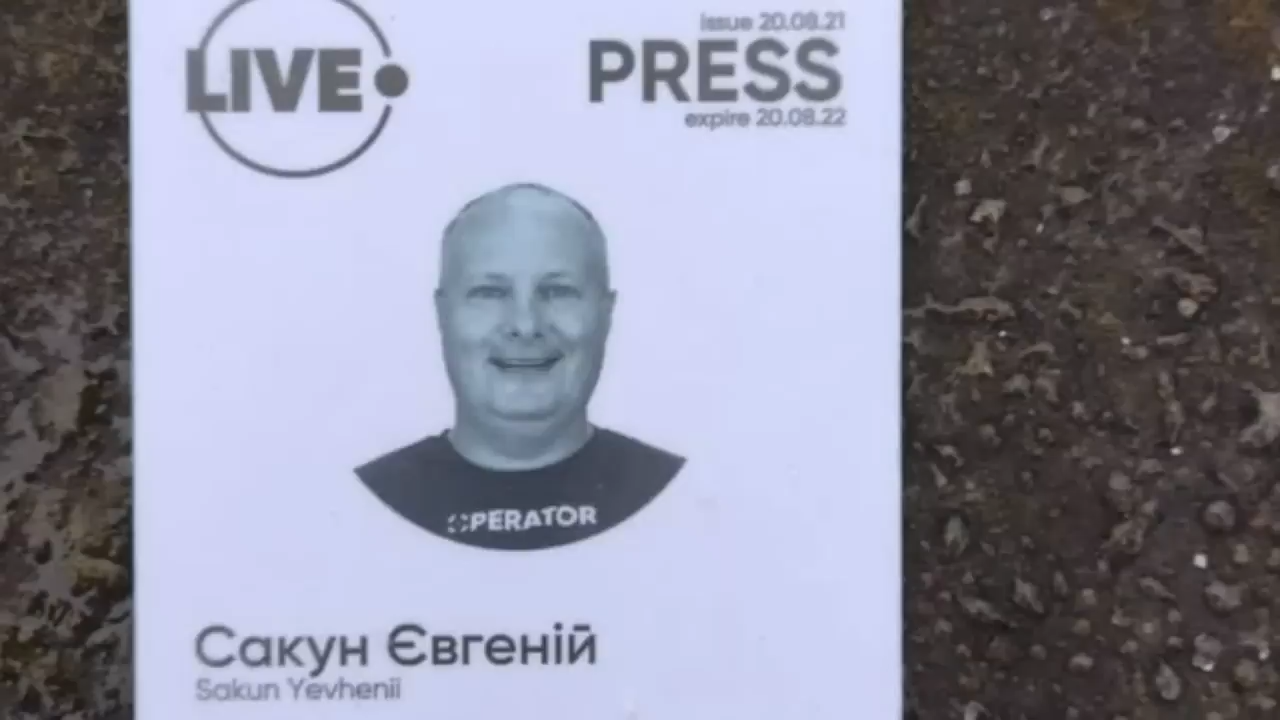 LIVE
issue 20.08.21
PRESS
expire 20.08.22
OPERATOR
Сакун Євгеній
Sakun Yevhenii